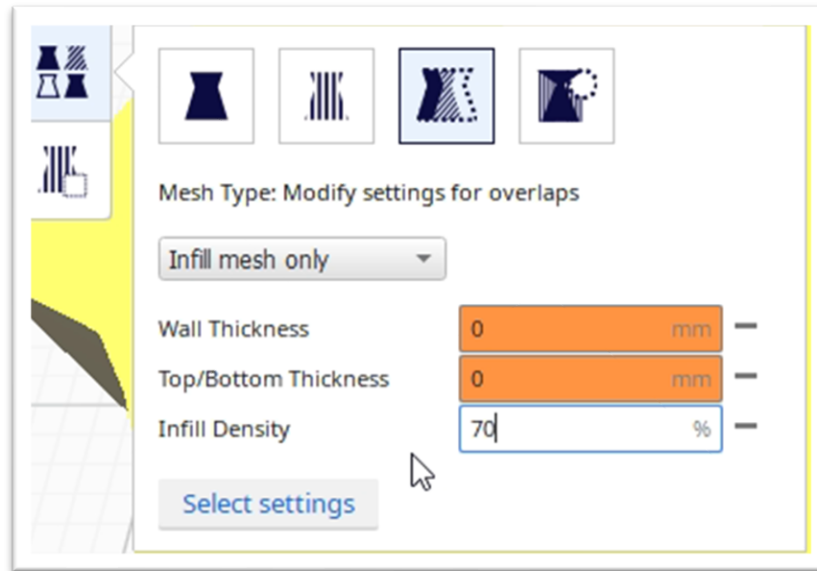 Mesh Type: Modify settings for overlaps
Infill mesh only
Wall Thickness 0 mm
Top/Bottom Thickness 0 mm
Infill Density 70 %
Select settings